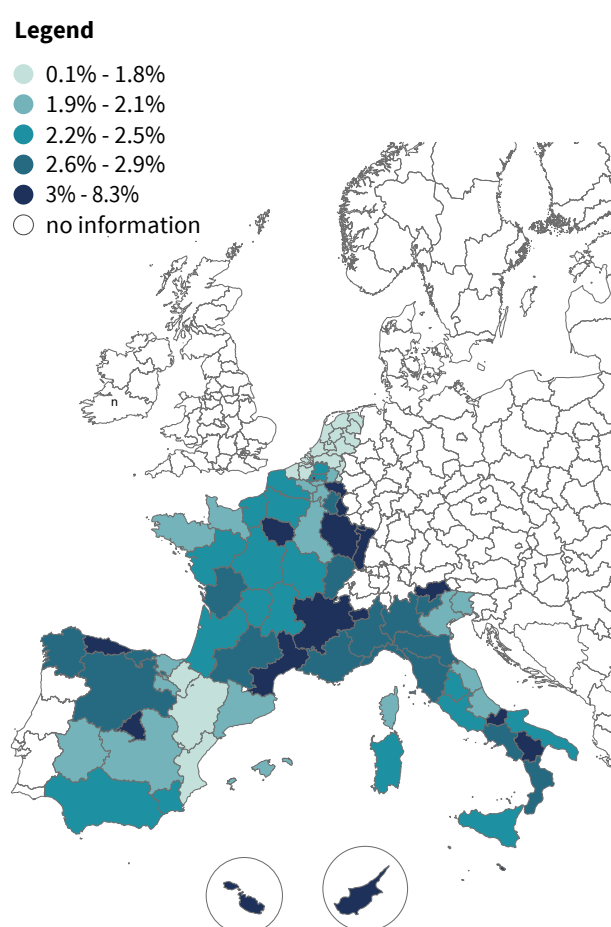 Legend
0.1% - 1.8%
1.9% - 2.1%
2.2% - 2.5%
2.6% - 2.9%
3% - 8.3%
no information
n